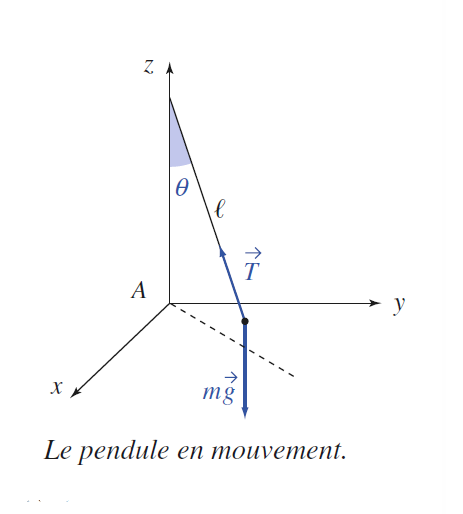 z
θ
ℓ
T⃗
A
y
x
mg⃗
Le pendule en mouvement.